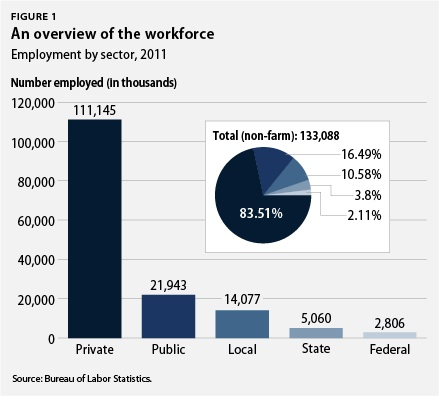 FIGURE 1
An overview of the workforce
Employment by sector, 2011
Number employed (in thousands)
120,000
100,000
80,000
60,000
40,000
20,000
0
111,145
21,943
14,077
5,060
2,806
Total (non-farm): 133,088
16.49%
10.58%
3.8%
2.11%
83.51%
Private Public Local State Federal
Source: Bureau of Labor Statistics.